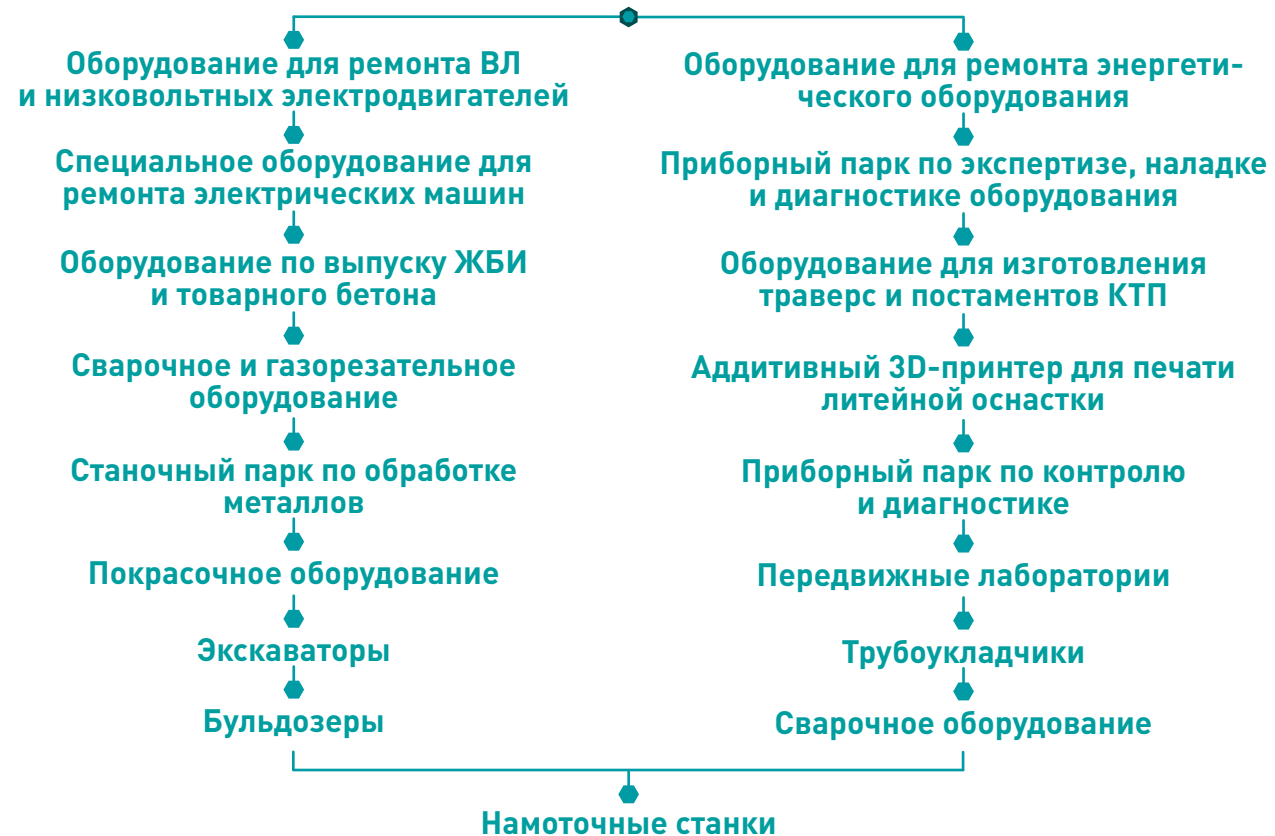 Оборудование для ремонта ВЛ
и низковольтных электродвигателей
Специальное оборудование для
ремонта электрических машин
Оборудование по выпуску ЖБИ
и товарного бетона
Сварочное и газорезательное
оборудование
Станочный парк по обработке
металлов
Покрасочное оборудование
Экскаваторы
Бульдозеры
Оборудование для ремонта энергети-
ческого оборудования
Приборный парк по экспертизе, наладке
и диагностике оборудования
Оборудование для изготовления
траверс и постаментов КТП
Аддитивный 3D-принтер для печати
литейной оснастки
Приборный парк по контролю
и диагностике
Передвижные лаборатории
Трубоукладчики
Сварочное оборудование
Намоточные станки